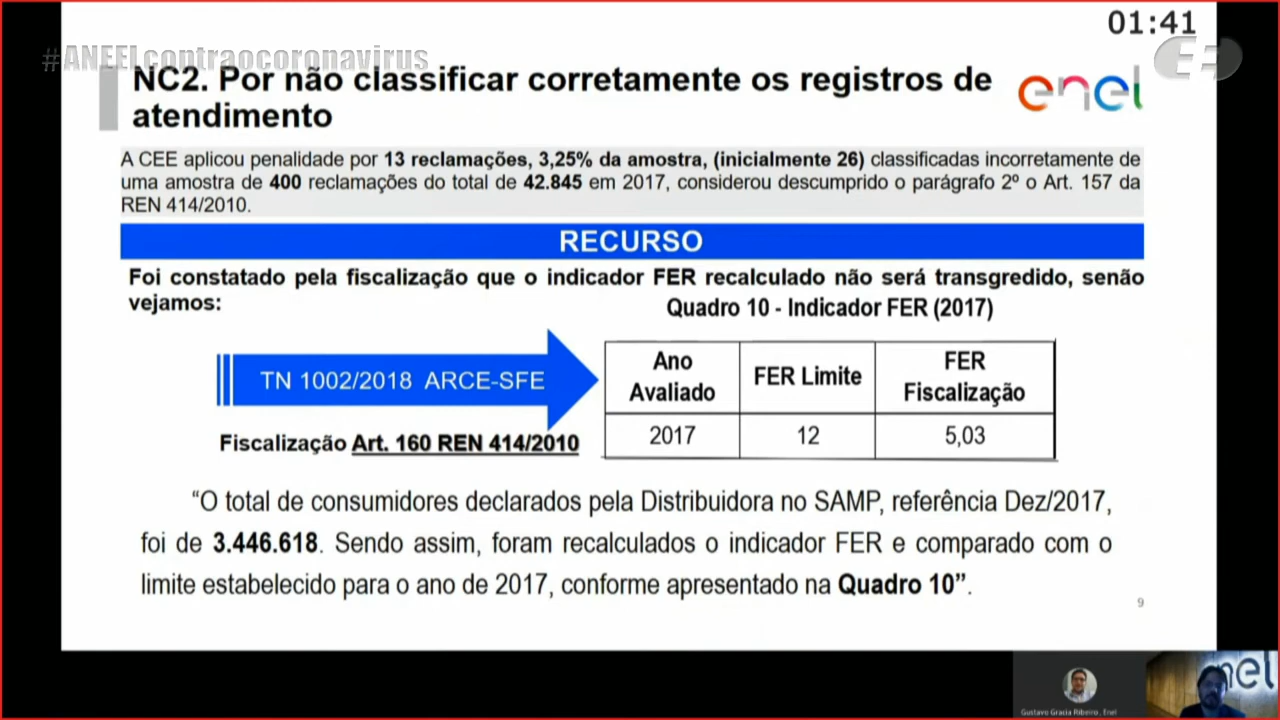 01:41
#ANEELcontraocoronavirus
NC2. Por não classificar corretamente os registros de
atendimento
enel
A CEE aplicou penalidade por 13 reclamações, 3,25% da amostra, (inicialmente 26) classificadas incorretamente de
uma amostra de 400 reclamações do total de 42.845 em 2017, considerou descumprido o parágrafo 2º o Art. 157 da
REN 414/2010.
RECURSO
Foi constatado pela fiscalização que o indicador FER recalculado não será transgredido, senão
vejamos:
Quadro 10 - Indicador FER (2017)
TN 1002/2018 ARCE-SFE
Fiscalização Art. 160 REN 414/2010
Ano
Avaliado
FER Limite
FER
Fiscalização
2017
12
5,03
“O total de consumidores declarados pela Distribuidora no SAMP, referência Dez/2017,
foi de 3.446.618. Sendo assim, foram recalculados o indicador FER e comparado com o
limite estabelecido para o ano de 2017, conforme apresentado na Quadro 10”.
9
Gustavo Gracia Ribeiro , Enel
enel